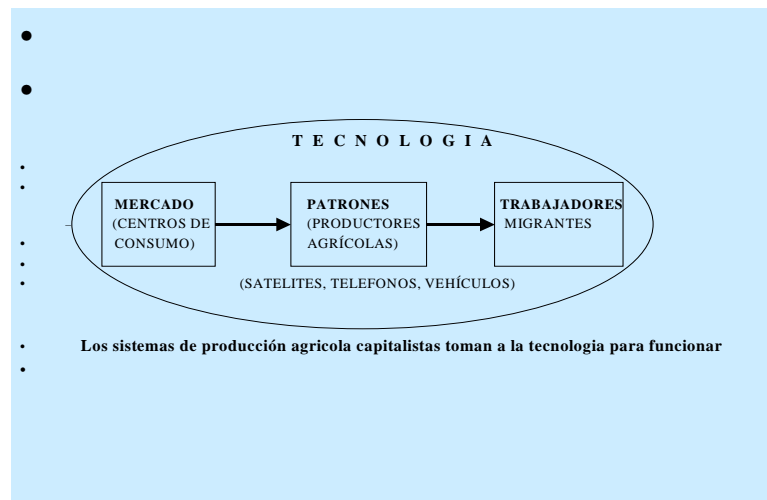 T E C N O L O G I A
MERCADO
(CENTROS DE
CONSUMO)
PATRONES
(PRODUCTORES
AGRÍCOLAS)
TRABAJADORES
MIGRANTES
(SATELITES, TELEFONOS, VEHÍCULOS)
Los sistemas de producción agricola capitalistas toman a la tecnologia para funcionar